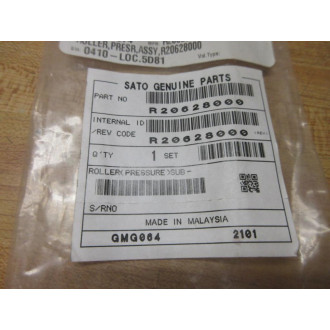 ROLLER,PRESR,ASSY,R20628000
0410-LOC.5D81
SATO GENUINE PARTS
PART NO
R20628000
INTERNAL ID
/REV CODE
R20628000
Q'TY 1 SET
ROLLER(PRESSURE)SUB-
S/RNO
MADE IN MALAYSIA
GMG064 2101